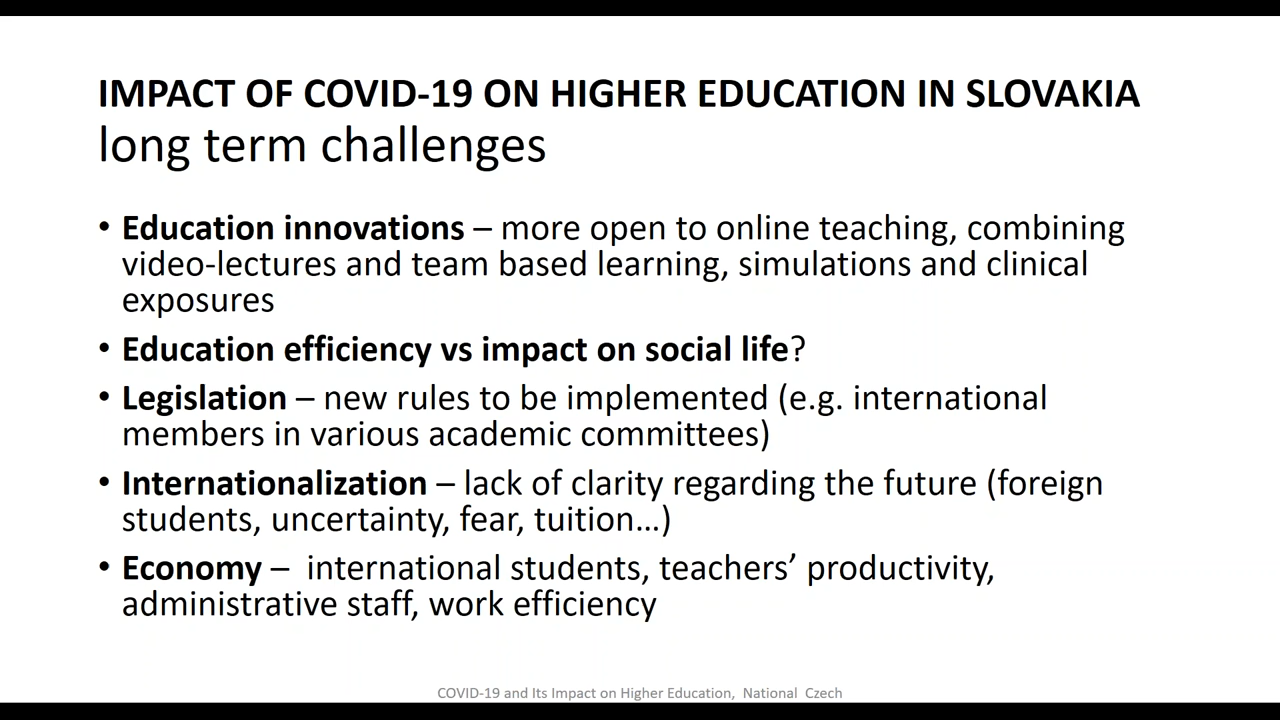 IMPACT OF COVID-19 ON HIGHER EDUCATION IN SLOVAKIA
long term challenges
• Education innovations – more open to online teaching, combining
video-lectures and team based learning, simulations and clinical
exposures
• Education efficiency vs impact on social life?
• Legislation – new rules to be implemented (e.g. international
members in various academic committees)
• Internationalization – lack of clarity regarding the future (foreign
students, uncertainty, fear, tuition…)
• Economy –  international students, teachers’ productivity,
administrative staff, work efficiency
COVID-19 and Its Impact on Higher Education,  National  Czech